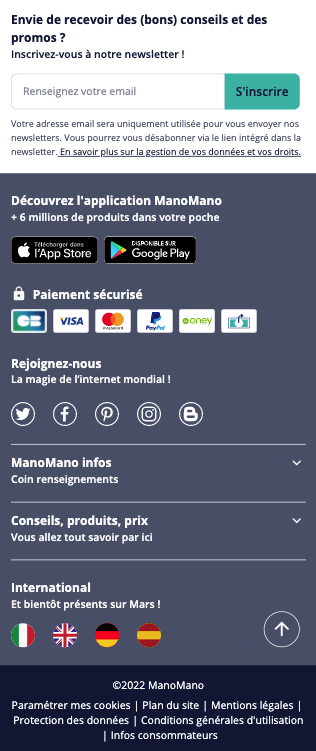 Envie de recevoir des (bons) conseils et des
promos ?
Inscrivez-vous à notre newsletter !
Renseignez votre email
S'inscrire
Votre adresse email sera uniquement utilisée pour vous envoyer nos
newsletters. Vous pourrez vous désabonner via le lien intégré dans la
newsletter. En savoir plus sur la gestion de vos données et vos droits.
Découvrez l'application ManoMano
+ 6 millions de produits dans votre poche
Télécharger dans
l'App Store
DISPONIBLE SUR
Google Play
Paiement sécurisé
CB
VISA
mastercard
PayPal
oney
Rejoignez-nous
La magie de l'internet mondial !
ManoMano infos
Coin renseignements
Conseils, produits, prix
Vous allez tout savoir par ici
International
Et bientôt présents sur Mars !
©2022 ManoMano
Paramétrer mes cookies | Plan du site | Mentions légales |
Protection des données | Conditions générales d'utilisation
| Infos consommateurs